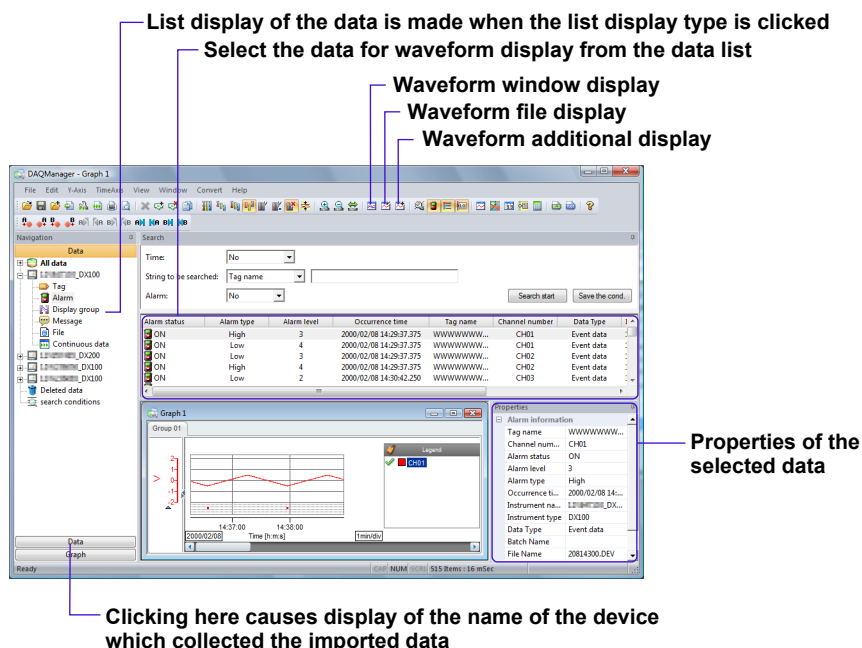 List display of the data is made when the list display type is clicked
Select the data for waveform display from the data list
Waveform window display
Waveform file display
Waveform additional display
DAQManager - Graph 1
File Edit Y-Axis TimeAxis View Window Convert Help
Navigation
Data
All data
_DX100
Tag
Alarm
Display group
Message
File
Continuous data
_DX200
_DX100
_DX100
Deleted data
search conditions
Data
Graph
Search
Time: No
String to be searched: Tag name
Alarm: No
Search start Save the cond.
Alarm status Alarm type Alarm level Occurrence time Tag name Channel number Data Type
ON High 3 2000/02/08 14:29:37.375 WWWWWWW... CH01 Event data
ON Low 4 2000/02/08 14:29:37.375 WWWWWWW... CH01 Event data
ON Low 3 2000/02/08 14:29:37.375 WWWWWWW... CH02 Event data
ON High 4 2000/02/08 14:29:37.375 WWWWWWW... CH02 Event data
ON Low 2 2000/02/08 14:30:42.250 WWWWWWW... CH03 Event data
Graph 1
Group 01
V
2
1
0
-1
-2
14:37:00 14:38:00
2000/02/08 Time [h:m:s] 1min/div
Legend
CH01
Properties
Alarm information
Tag name WWWWWWW...
Channel num... CH01
Alarm status ON
Alarm level 3
Alarm type High
Occurrence ti... 2000/02/08 14:...
Instrument na... _DX...
Instrument type DX100
Data Type Event data
Batch Name
File Name 20814300.DEV
Ready
CAP NUM SCRL 515 Items : 16 mSec
Properties of the
selected data
Clicking here causes display of the name of the device
which collected the imported data